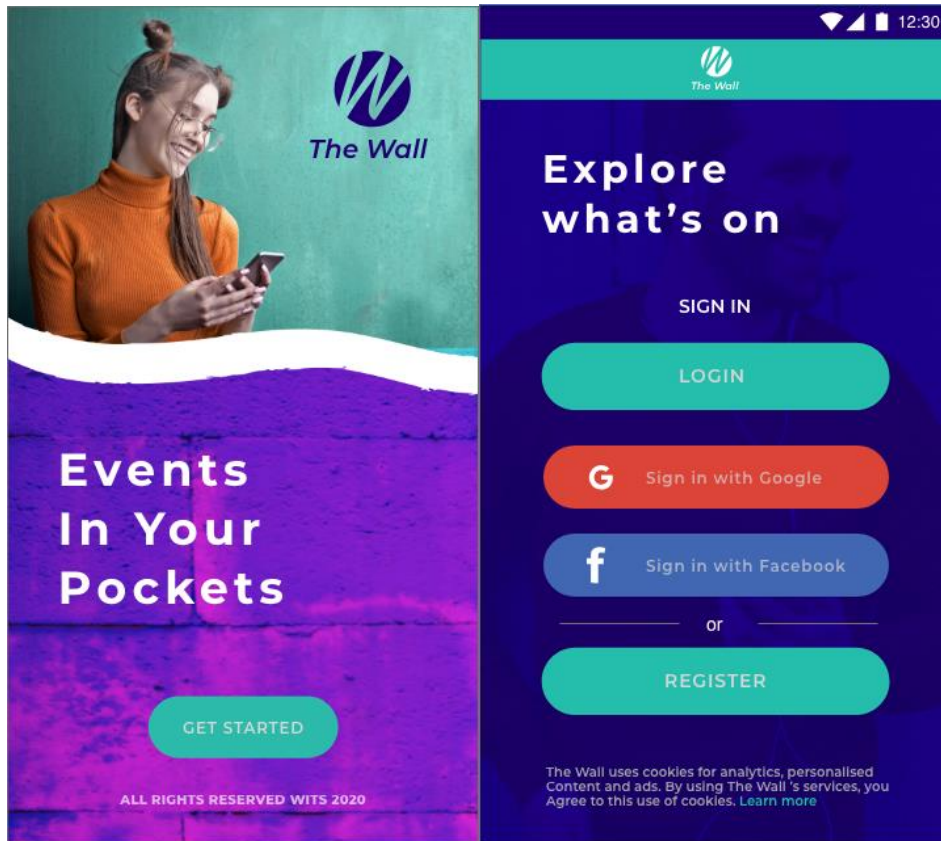 The Wall
Events
In Your
Pockets
GET STARTED
ALL RIGHTS RESERVED WITS 2020
12:30
The Wall
Explore
what's on
SIGN IN
LOGIN
G Sign in with Google
f Sign in with Facebook
or
REGISTER
The Wall uses cookies for analytics, personalised
Content and ads. By using The Wall 's services, you
Agree to this use of cookies. Learn more